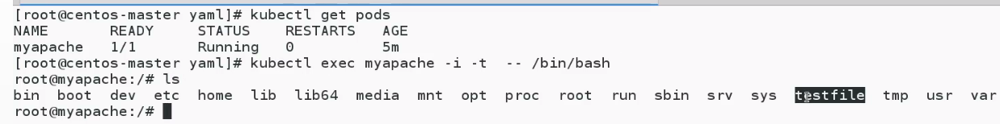 [root@centos-master yaml]# kubectl get pods
NAME READY STATUS RESTARTS AGE
myapache 1/1 Running 0 5m
[root@centos-master yaml]# kubectl exec myapache -i -t -- /bin/bash
root@myapache:/# ls
bin boot dev etc home lib lib64 media mnt opt proc root run sbin srv sys testfile tmp usr var
root@myapache:/#